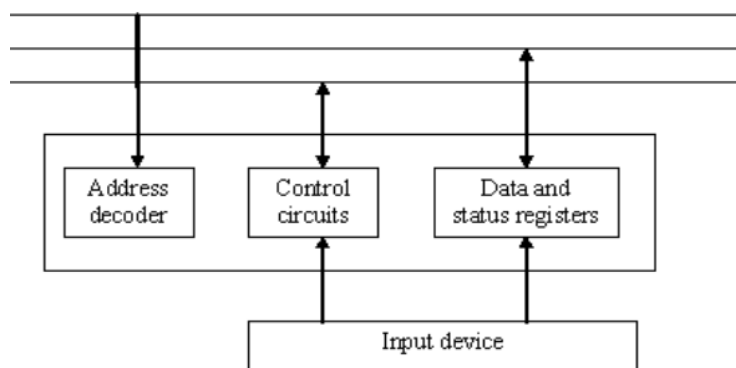 Address
decoder
Control
circuits
Data and
status registers
Input device